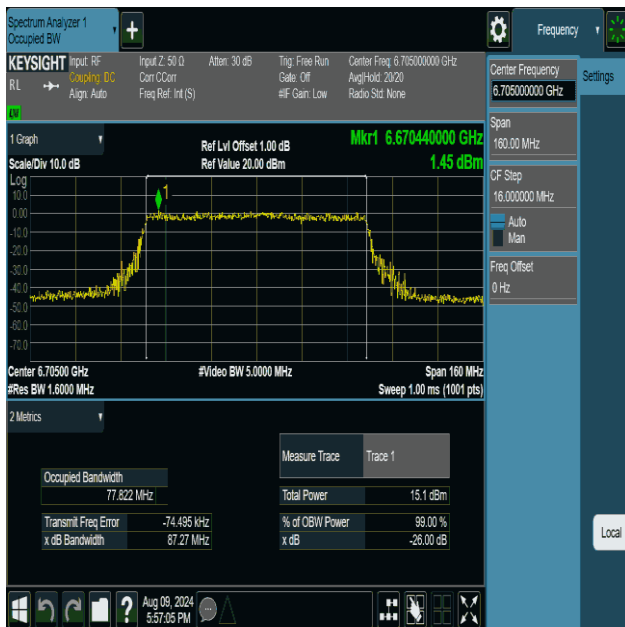 Spectrum Analyzer 1
Occupied BW
Frequency
KEYSIGHT
Input: RF
Coupling: DC
Align: Auto
Input Z: 50 Ω
Corr CCorr
Freq Ref: Int (S)
Atten: 30 dB
Trig: Free Run
Gate: Off
#IF Gain: Low
Center Freq: 6.705000000 GHz
Avg|Hold: 20/20
Radio Std: None
RL
Center Frequency
6.705000000 GHz
Settings
Span
160.00 MHz
CF Step
16.000000 MHz
Auto
Man
Freq Offset
0 Hz
1 Graph
Ref Lvl Offset 1.00 dB
Mkr1 6.670440000 GHz
Scale/Div 10.0 dB
Ref Value 20.00 dBm
1.45 dBm
Log
10.0
0.00
-10.0
-20.0
-30.0
-40.0
-50.0
-60.0
-70.0
1
Center 6.70500 GHz
#Video BW 5.0000 MHz
Span 160 MHz
#Res BW 1.6000 MHz
Sweep 1.00 ms (1001 pts)
2 Metrics
Measure Trace
Trace 1
Occupied Bandwidth
77.822 MHz
Total Power
15.1 dBm
Transmit Freq Error
-74.495 kHz
% of OBW Power
99.00 %
x dB Bandwidth
87.27 MHz
x dB
-26.00 dB
Local
?
Aug 09, 2024
5:57:05 PM